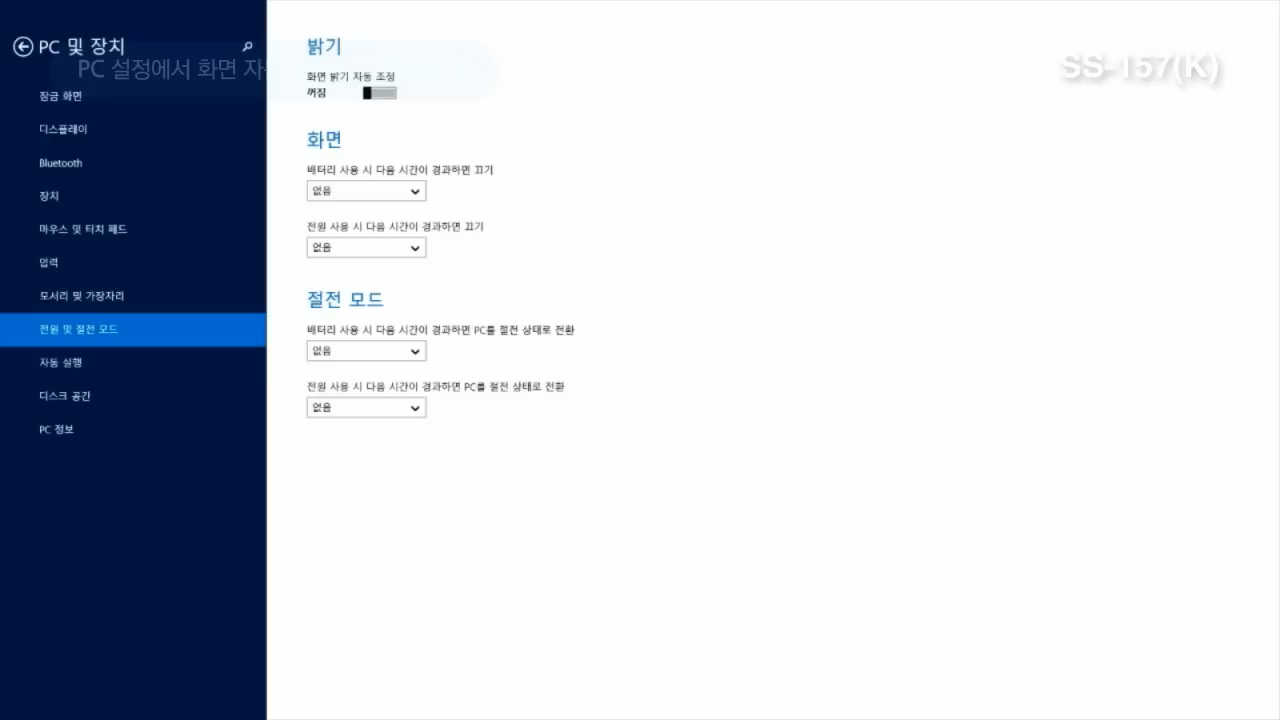 PC 및 장치
PC 설정에서 화면 자
잠금 화면
디스플레이
Bluetooth
장치
마우스 및 터치 패드
입력
모서리 및 가장자리
전원 및 절전 모드
자동 실행
디스크 공간
PC 정보
밝기
화면 밝기 자동 조정
꺼짐
화면
배터리 사용 시 다음 시간이 경과하면 끄기
없음
전원 사용 시 다음 시간이 경과하면 끄기
없음
절전 모드
배터리 사용 시 다음 시간이 경과하면 PC를 절전 상태로 전환
없음
전원 사용 시 다음 시간이 경과하면 PC를 절전 상태로 전환
없음
SS-157(K)